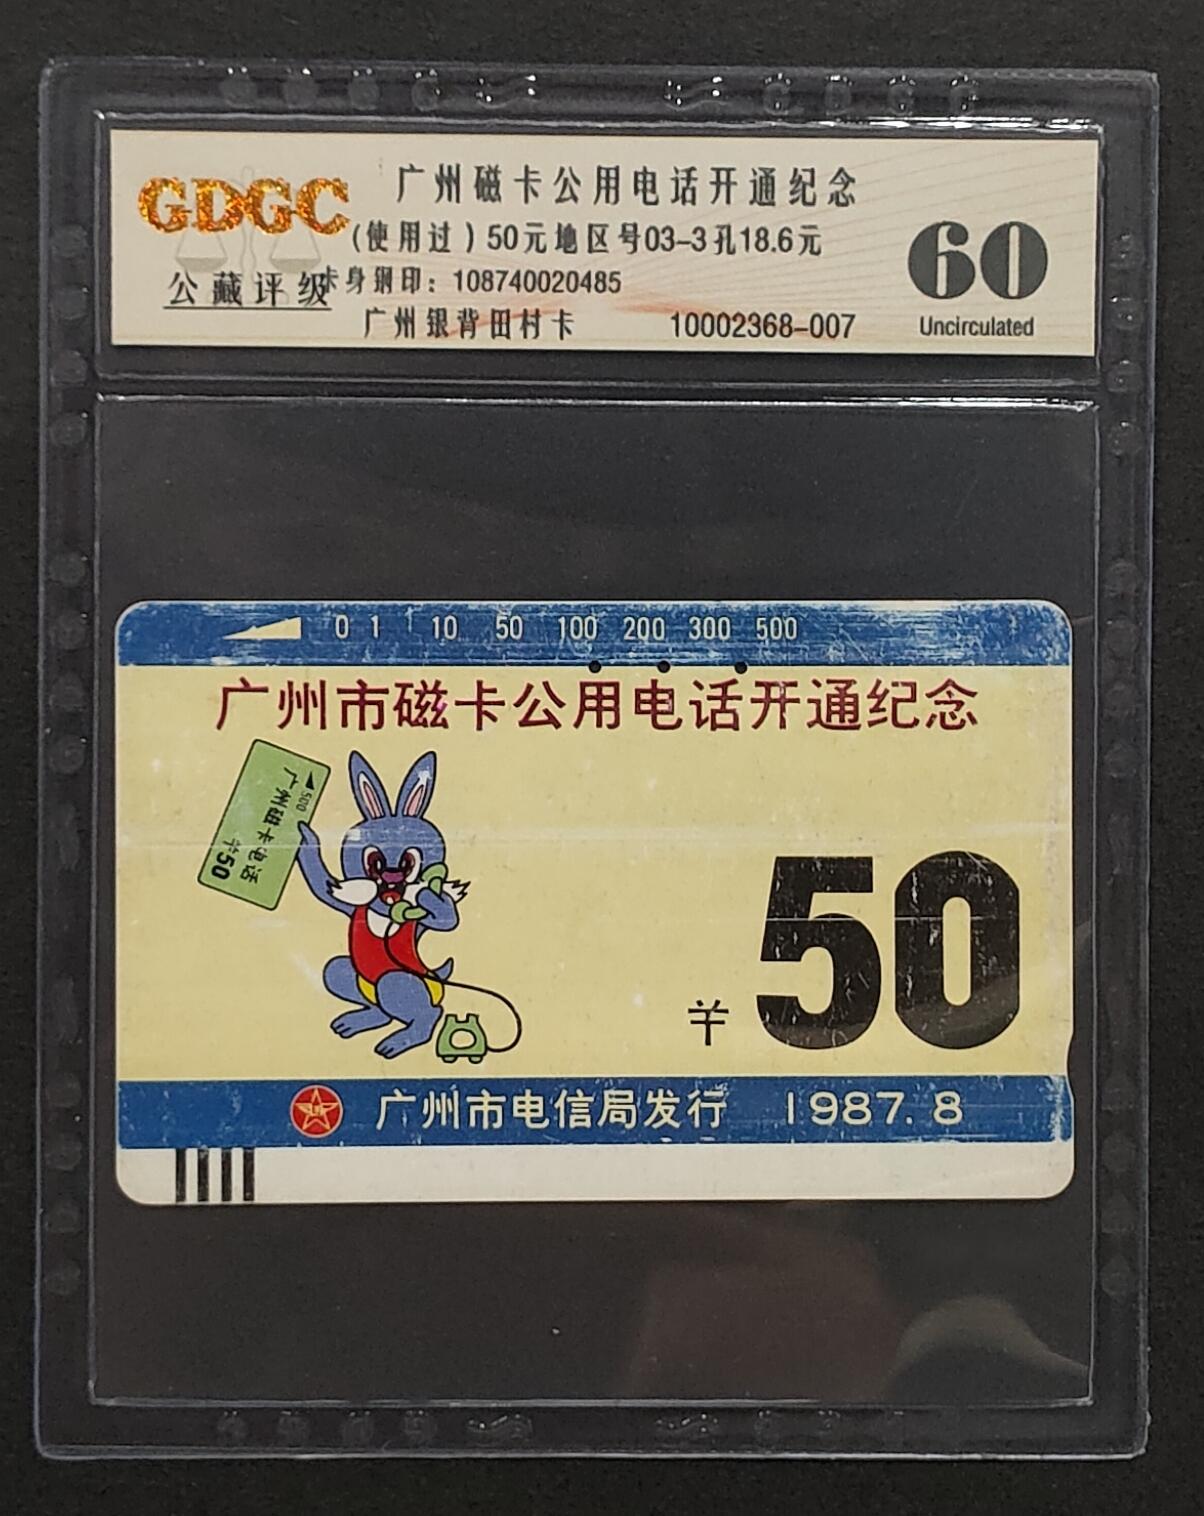 GDGC
公藏评级
广州磁卡公用电话开通纪念
(使用过)50元地区号03-3孔18.6元
卡身钢印：108740020485
广州银背田村卡 10002368-007
60
Uncirculated
0 1 10 50 100 200 300 500
广州市磁卡公用电话开通纪念
500
广州磁卡电话
￥50
￥50
广州市电信局发行 1987.8